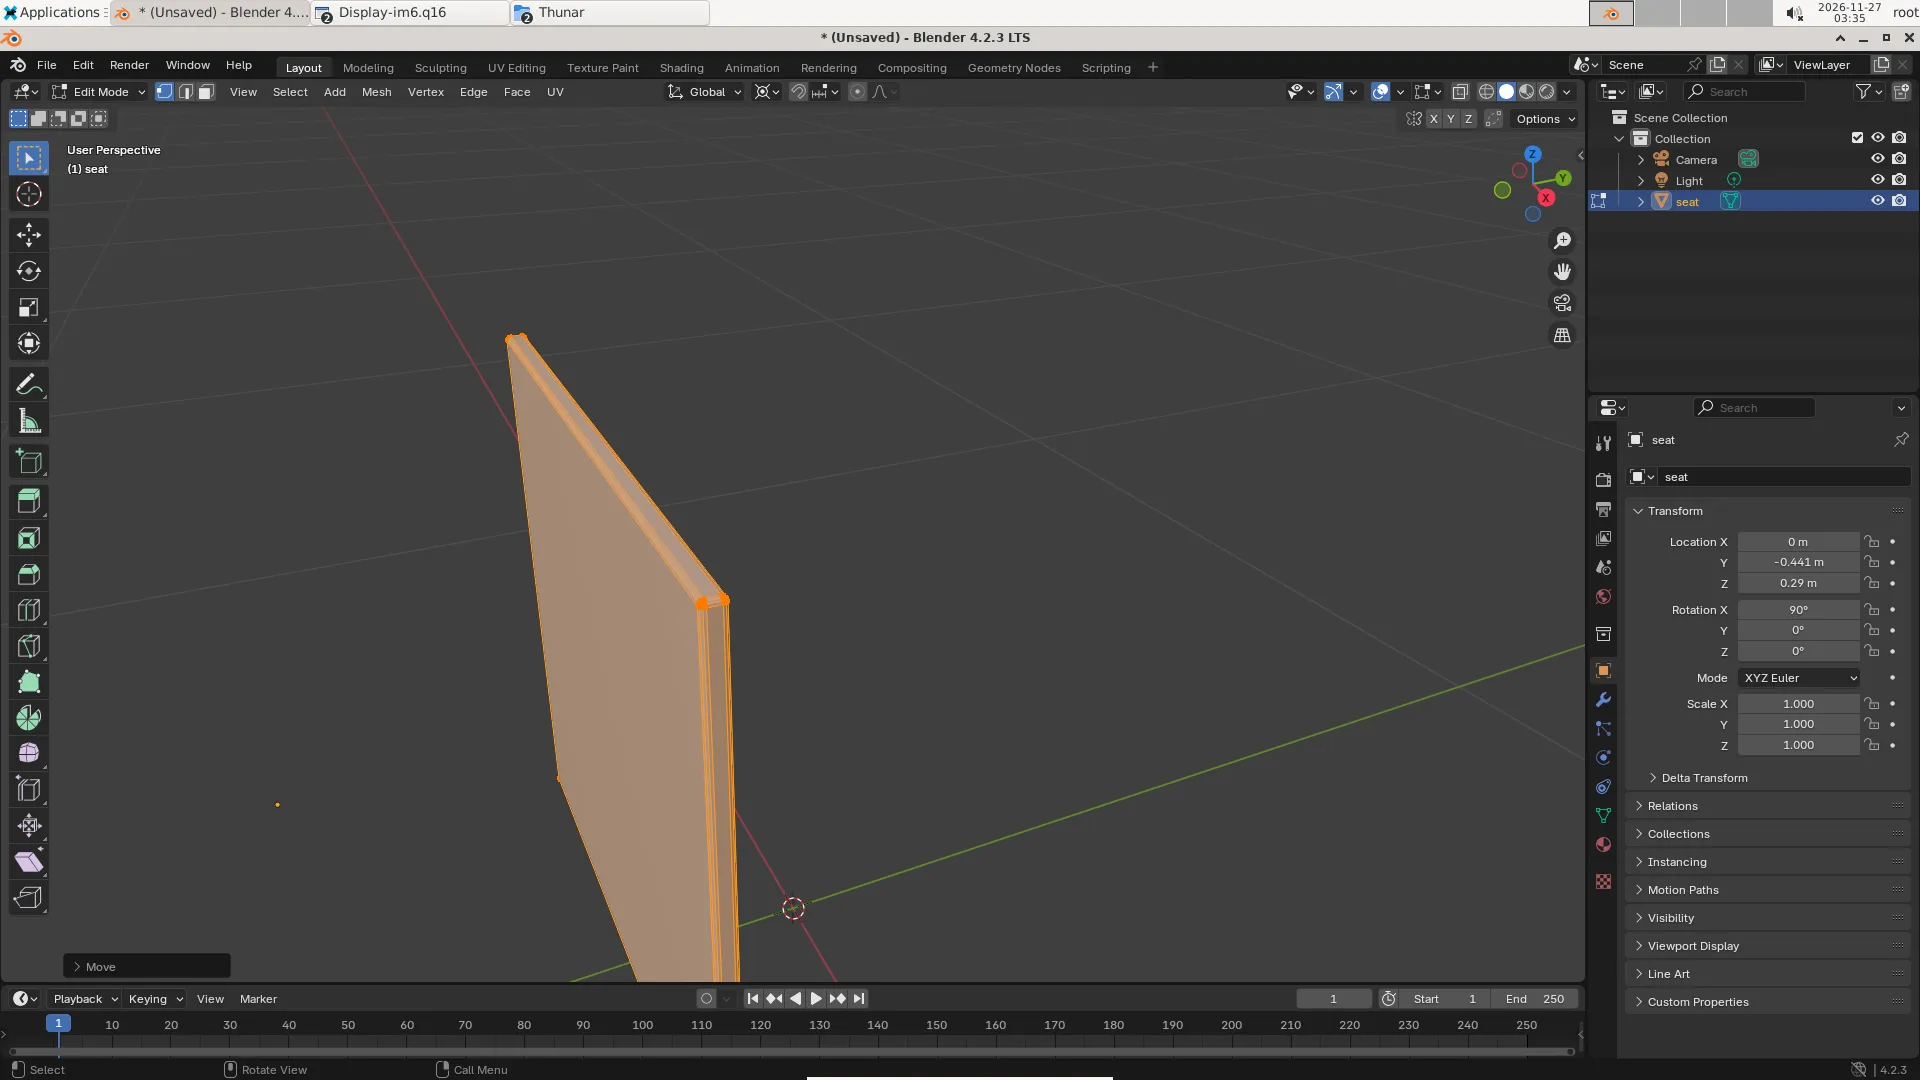 Applications
* (Unsaved) - Blender 4....
2
Display-im6.q16
2
Thunar
2026-11-27
03:35
root
* (Unsaved) - Blender 4.2.3 LTS
File Edit Render Window Help
Layout Modeling Sculpting UV Editing Texture Paint Shading Animation Rendering Compositing Geometry Nodes Scripting
Scene
ViewLayer
Edit Mode
View Select Add Mesh Vertex Edge Face UV
Global
Search
X Y Z
Options
User Perspective
(1) seat
Z
Y
X
Scene Collection
Collection
Camera
Light
seat
Search
seat
seat
Transform
Location X 0 m
Y -0.441 m
Z 0.29 m
Rotation X 90°
Y 0°
Z 0°
Mode XYZ Euler
Scale X 1.000
Y 1.000
Z 1.000
Delta Transform
Relations
Collections
Instancing
Motion Paths
Visibility
Viewport Display
Line Art
Custom Properties
Move
Playback Keying View Marker
1
Start 1
End 250
1 10 20 30 40 50 60 70 80 90 100 110 120 130 140 150 160 170 180 190 200 210 220 230 240 250
Select
Rotate View
Call Menu
4.2.3